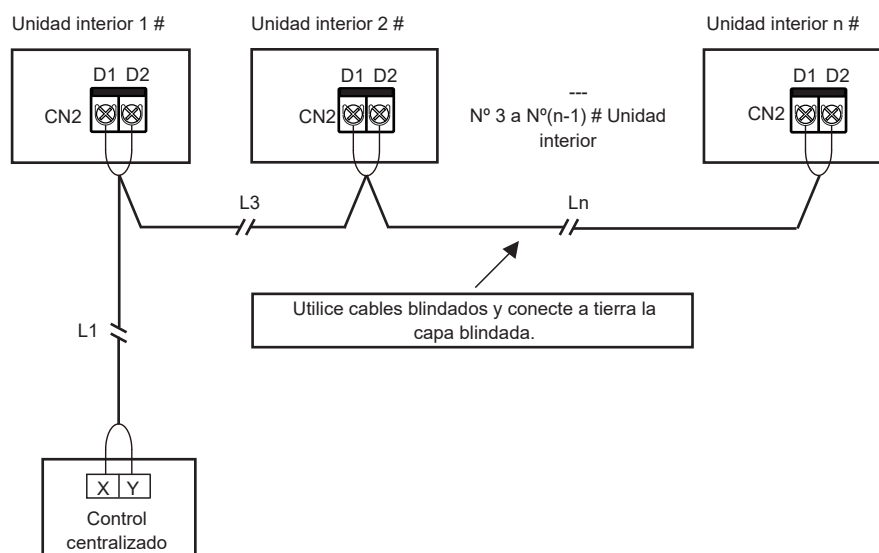 Unidad interior 1 #
Unidad interior 2 #
Unidad interior n #
D1 D2
CN2
D1 D2
CN2
---
Nº 3 a Nº(n-1) # Unidad
interior
D1 D2
CN2
L3
Ln
Utilice cables blindados y conecte a tierra la
capa blindada.
L1
X Y
Control
centralizado